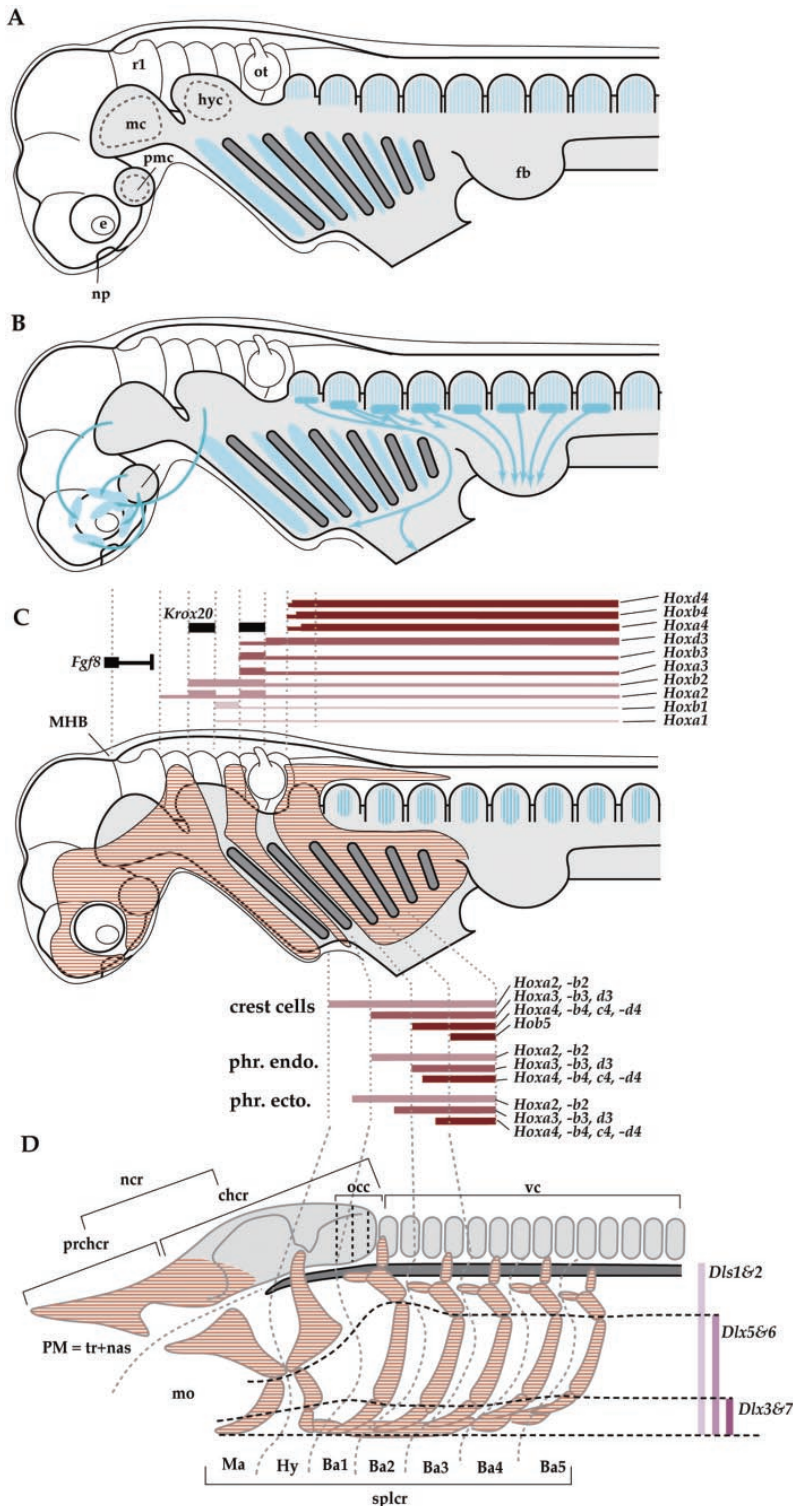 A
r1
ot
hyc
mc
pmc
fb
e
np
B
C
Hoxd4
Hoxb4
Krox20
Hoxa4
Hoxd3
Hoxb3
Fgf8
Hoxa3
Hoxb2
Hoxa2
MHB
Hoxb1
Hoxa1
crest cells
Hoxa2, -b2
Hoxa3, -b3, d3
Hoxa4, -b4, c4, -d4
Hob5
phr. endo.
Hoxa2, -b2
Hoxa3, -b3, d3
Hoxa4, -b4, c4, -d4
phr. ecto.
Hoxa2, -b2
Hoxa3, -b3, d3
Hoxa4, -b4, c4, -d4
D
ncr
chcr
occ
vc
prchcr
Dls1&2
PM = tr+nas
Dlx5&6
mo
Dlx3&7
Ma Hy Ba1 Ba2 Ba3 Ba4 Ba5
splcr